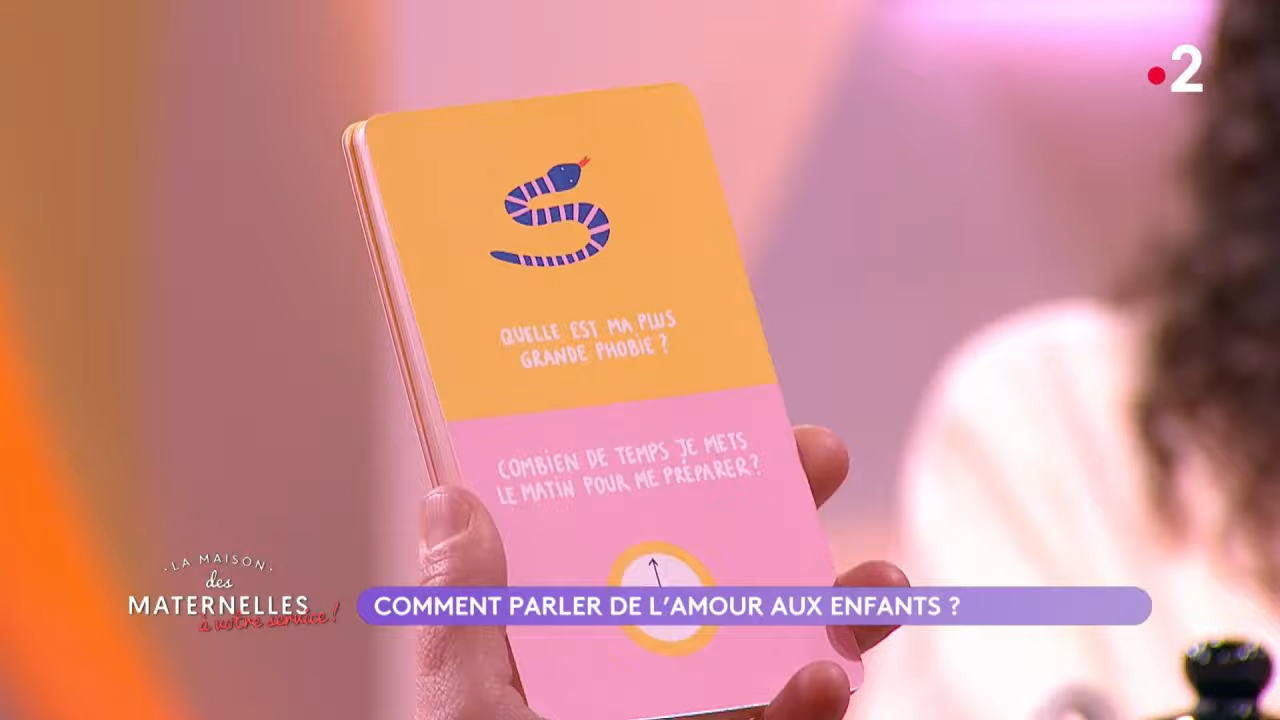 2
QUELLE EST MA PLUS
GRANDE PHOBIE ?
COMBIEN DE TEMPS JE METS
LE MATIN POUR ME PRÉPARER ?
· LA MAISON ·
des
MATERNELLES
à votre service !
COMMENT PARLER DE L'AMOUR AUX ENFANTS ?